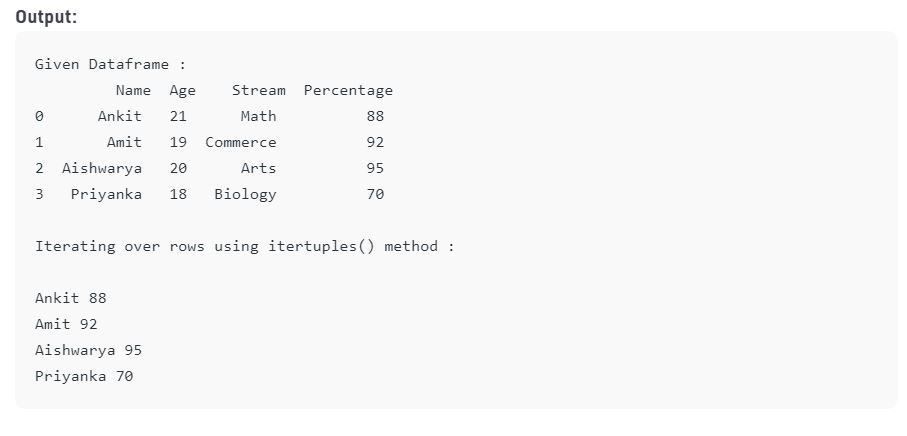 Output:
Given Dataframe :
Name Age Stream Percentage
0 Ankit 21 Math 88
1 Amit 19 Commerce 92
2 Aishwarya 20 Arts 95
3 Priyanka 18 Biology 70
Iterating over rows using itertuples() method :
Ankit 88
Amit 92
Aishwarya 95
Priyanka 70